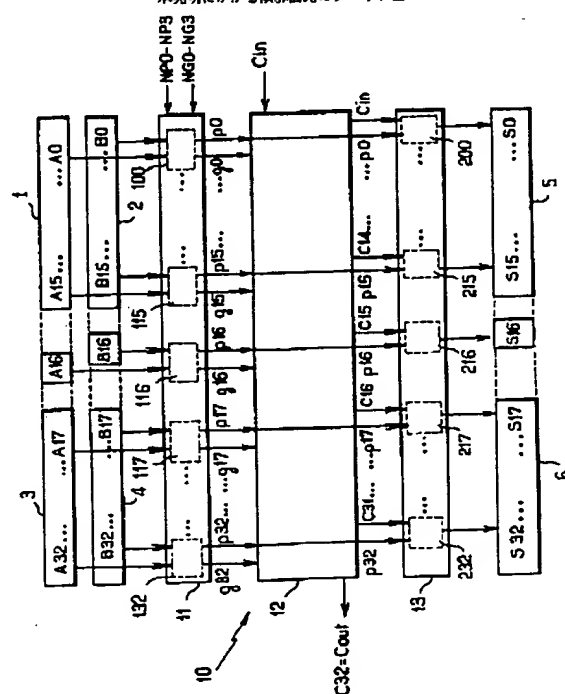 3
1
A32... ...A17
A16
A15... ...A0
B32... ...B17
B16
B15... ...B0
4
2
NP0-NP3
NG0-NG3
132
117
116
115
100
11
g32 p32... ...g17 p17
g16 p16
g15 p15... ...g0 p0
10
12
Cin
C32=Cout
p32 C31... ...p17 C16
p16 C15
p15 C14... ...p0 Cin
13
232
217
216
215
200
S32... ...S17
S16
S15... ...S0
6
5